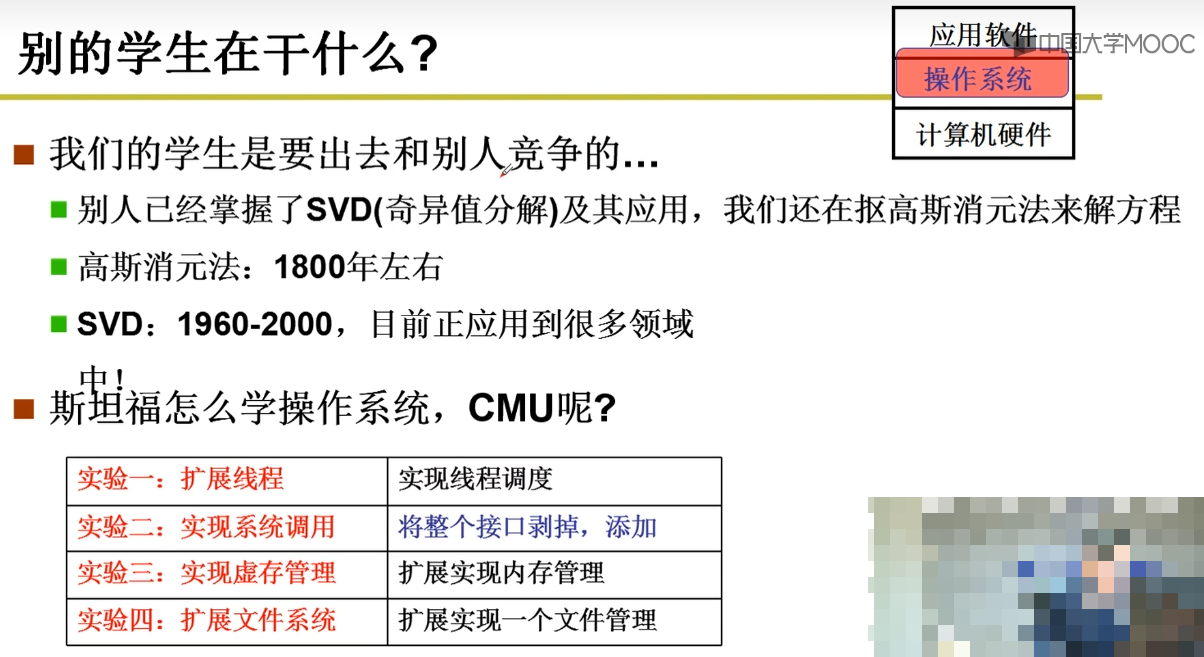 别的学生在干什么?
应用软件
中国大学MOOC
操作系统
计算机硬件
我们的学生是要出去和别人竞争的...
别人已经掌握了SVD(奇异值分解)及其应用，我们还在抠高斯消元法来解方程
高斯消元法：1800年左右
SVD：1960-2000，目前正应用到很多领域
中!
斯坦福怎么学操作系统，CMU呢?
实验一：扩展线程 实现线程调度
实验二：实现系统调用 将整个接口剥掉，添加
实验三：实现虚存管理 扩展实现内存管理
实验四：扩展文件系统 扩展实现一个文件管理